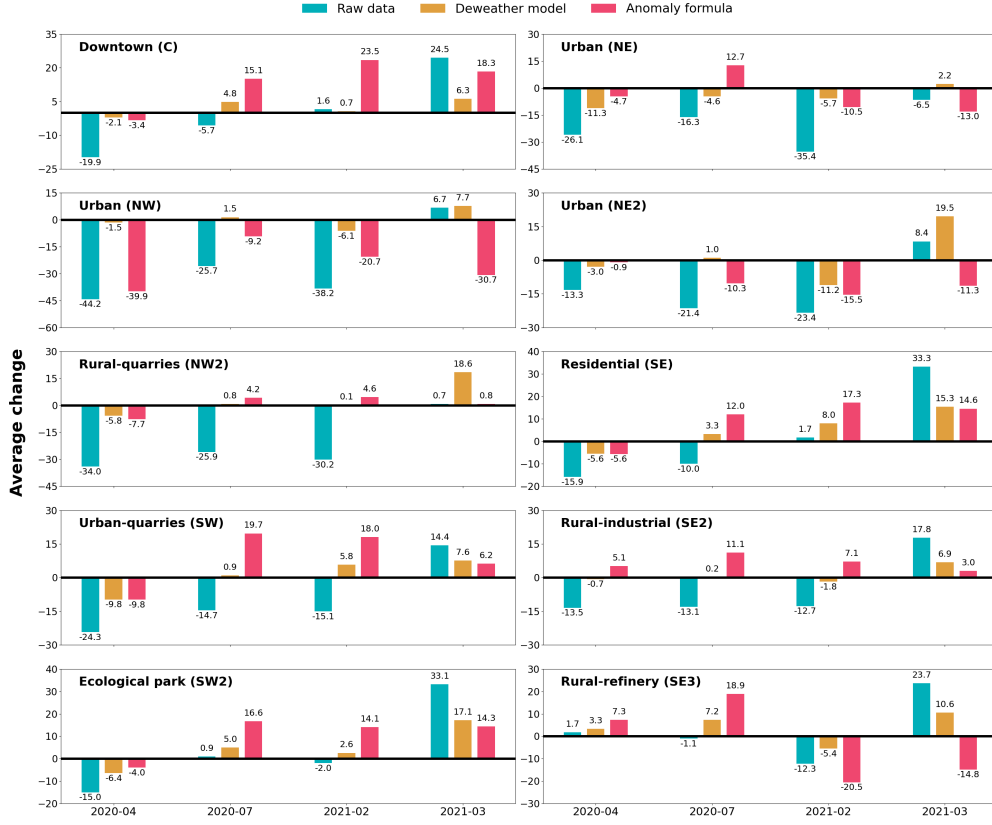 Raw data Deweather model Anomaly formula
Average change
Downtown (C)
35
20
5
−10
−25
-19.9 -2.1 -3.4
-5.7 4.8 15.1
1.6 0.7 23.5
24.5 6.3 18.3
Urban (NE)
30
15
0
−15
−30
−45
-26.1 -11.3 -4.7
-16.3 -4.6 12.7
-35.4 -5.7 -10.5
-6.5 2.2 -13.0
Urban (NW)
15
0
−15
−30
−45
−60
-44.2 -1.5 -39.9
-25.7 1.5 -9.2
-38.2 -6.1 -20.7
6.7 7.7 -30.7
Urban (NE2)
30
15
0
−15
−30
-13.3 -3.0 -0.9
-21.4 1.0 -10.3
-23.4 -11.2 -15.5
8.4 19.5 -11.3
Rural-quarries (NW2)
30
15
0
−15
−30
−45
-34.0 -5.8 -7.7
-25.9 0.8 4.2
-30.2 0.1 4.6
0.7 18.6 0.8
Residential (SE)
40
30
20
10
0
−10
−20
-15.9 -5.6 -5.6
-10.0 3.3 12.0
1.7 8.0 17.3
33.3 15.3 14.6
Urban-quarries (SW)
30
15
0
−15
−30
-24.3 -9.8 -9.8
-14.7 0.9 19.7
-15.1 5.8 18.0
14.4 7.6 6.2
Rural-industrial (SE2)
30
15
0
−15
−30
-13.5 -0.7 5.1
-13.1 0.2 11.1
-12.7 -1.8 7.1
17.8 6.9 3.0
Ecological park (SW2)
40
30
20
10
0
−10
−20
-15.0 -6.4 -4.0
0.9 5.0 16.6
-2.0 2.6 14.1
33.1 17.1 14.3
2020-04 2020-07 2021-02 2021-03
Rural-refinery (SE3)
30
20
10
0
−10
−20
−30
1.7 3.3 7.3
-1.1 7.2 18.9
-12.3 -5.4 -20.5
23.7 10.6 -14.8
2020-04 2020-07 2021-02 2021-03